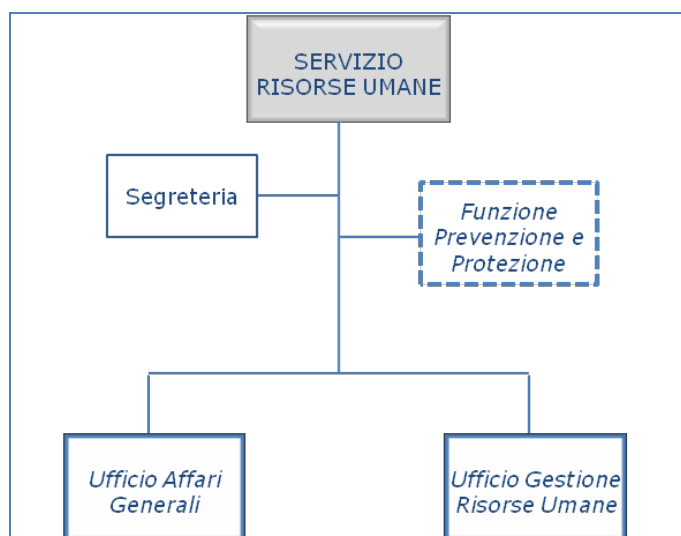 SERVIZIO
RISORSE UMANE
Segreteria
Funzione
Prevenzione e
Protezione
Ufficio Affari
Generali
Ufficio Gestione
Risorse Umane